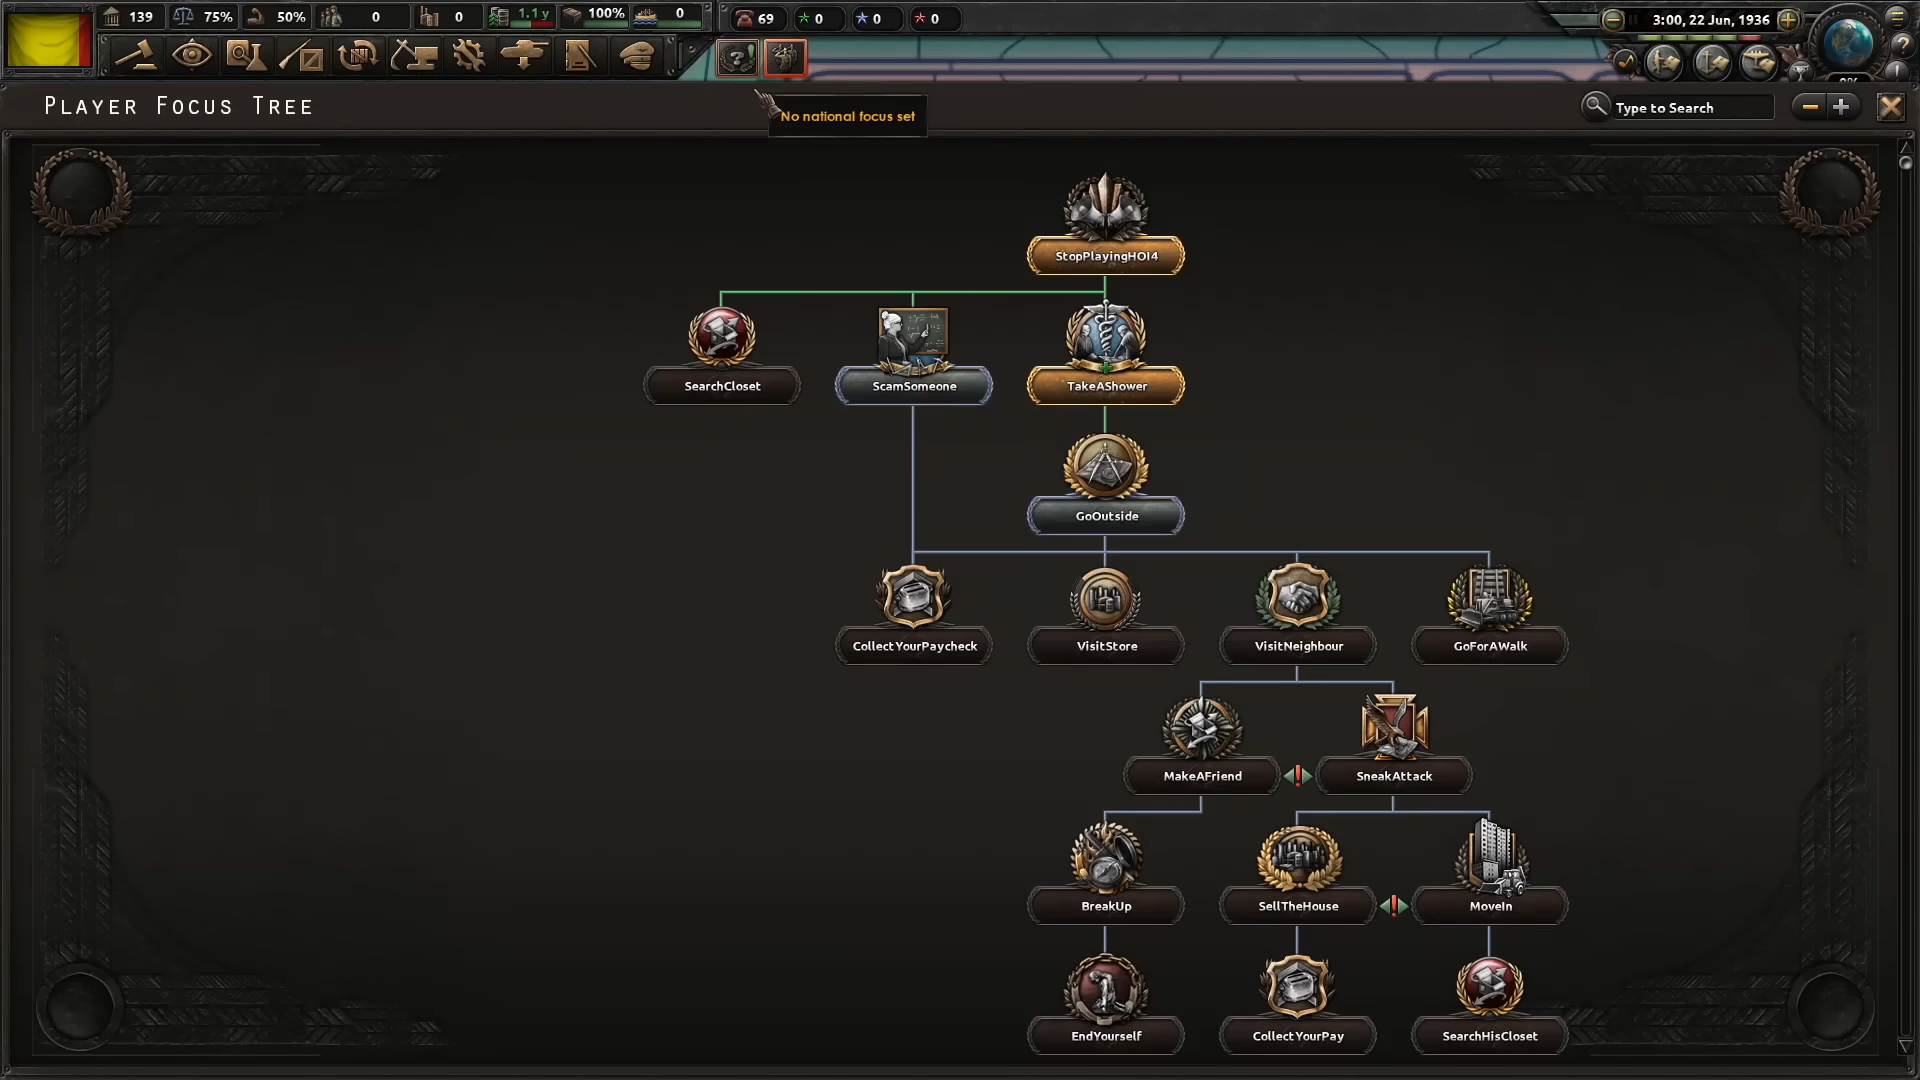 139 75% 50% 0 0 1.1 y 100% 0 69 0 0 0 3:00, 22 Jun, 1936
PLAYER FOCUS TREE
No national focus set
Type to Search
StopPlayingHOI4
SearchCloset ScamSomeone TakeAShower
GoOutside
CollectYourPaycheck VisitStore VisitNeighbour GoForAWalk
MakeAFriend SneakAttack
BreakUp SellTheHouse MoveIn
EndYourself CollectYourPay SearchHisCloset